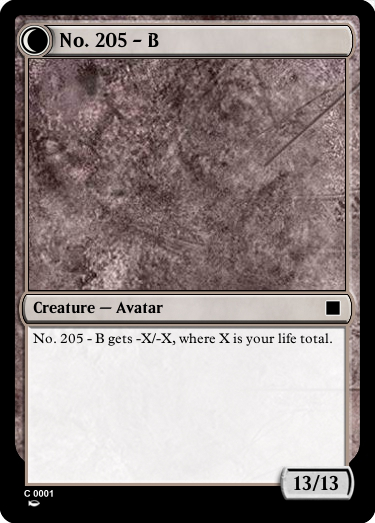 No. 205 – B
Creature — Avatar
No. 205 - B gets -X/-X, where X is your life total.
13/13
C 0001